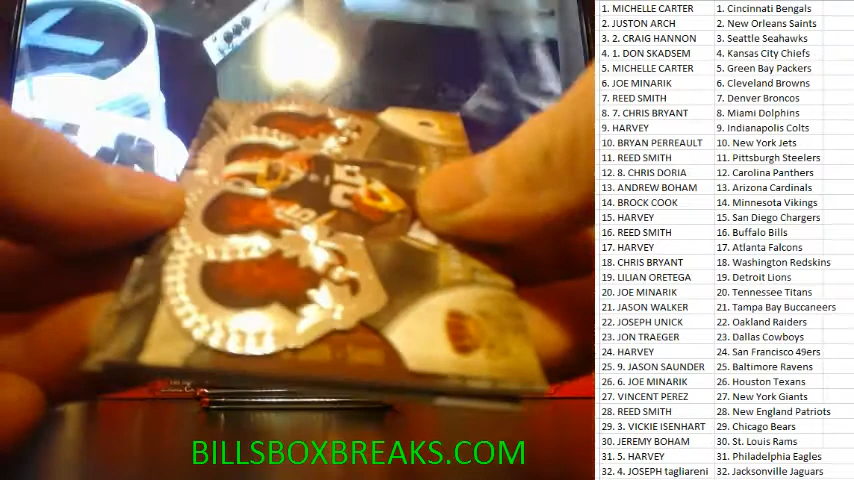 1. MICHELLE CARTER 1. Cincinnati Bengals
2. JUSTON ARCH 2. New Orleans Saints
3. 2. CRAIG HANNON 3. Seattle Seahawks
4. 1. DON SKADSEM 4. Kansas City Chiefs
5. MICHELLE CARTER 5. Green Bay Packers
6. JOE MINARIK 6. Cleveland Browns
7. REED SMITH 7. Denver Broncos
8. 7. CHRIS BRYANT 8. Miami Dolphins
9. HARVEY 9. Indianapolis Colts
10. BRYAN PERREAULT 10. New York Jets
11. REED SMITH 11. Pittsburgh Steelers
12. 8. CHRIS DORIA 12. Carolina Panthers
13. ANDREW BOHAM 13. Arizona Cardinals
14. BROCK COOK 14. Minnesota Vikings
15. HARVEY 15. San Diego Chargers
16. REED SMITH 16. Buffalo Bills
17. HARVEY 17. Atlanta Falcons
18. CHRIS BRYANT 18. Washington Redskins
19. LILIAN ORETEGA 19. Detroit Lions
20. JOE MINARIK 20. Tennessee Titans
21. JASON WALKER 21. Tampa Bay Buccaneers
22. JOSEPH UNICK 22. Oakland Raiders
23. JON TRAEGER 23. Dallas Cowboys
24. HARVEY 24. San Francisco 49ers
25. 9. JASON SAUNDER 25. Baltimore Ravens
26. 6. JOE MINARIK 26. Houston Texans
27. VINCENT PEREZ 27. New York Giants
28. REED SMITH 28. New England Patriots
29. 3. VICKIE ISENHART 29. Chicago Bears
30. JEREMY BOHAM 30. St. Louis Rams
31. 5. HARVEY 31. Philadelphia Eagles
32. 4. JOSEPH tagliareni 32. Jacksonville Jaguars
BILLSBOXBREAKS.COM